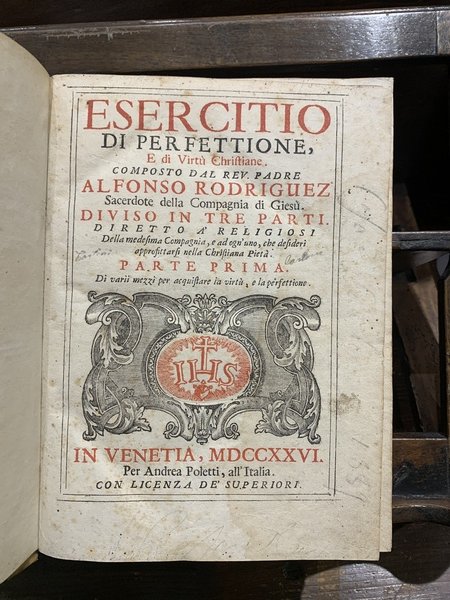 ESERCITIO
DI PERFETTIONE,
E di Virtù Christiane.
COMPOSTO DAL REV. PADRE
ALFONSO RODRIGUEZ
Sacerdote della Compagnia di Giesù.
DIVISO IN TRE PARTI.
DIRETTO A' RELIGIOSI
Della medesima Compagnia, e ad ogn'uno, che desideri
approfittarsi nella Christiana Pietà.
PARTE PRIMA.
Di varii mezzi per acquistare la virtù, e la perfettione.
IHS
IN VENETIA, MDCCXXVI.
Per Andrea Poletti, all'Italia.
CON LICENZA DE' SUPERIORI.